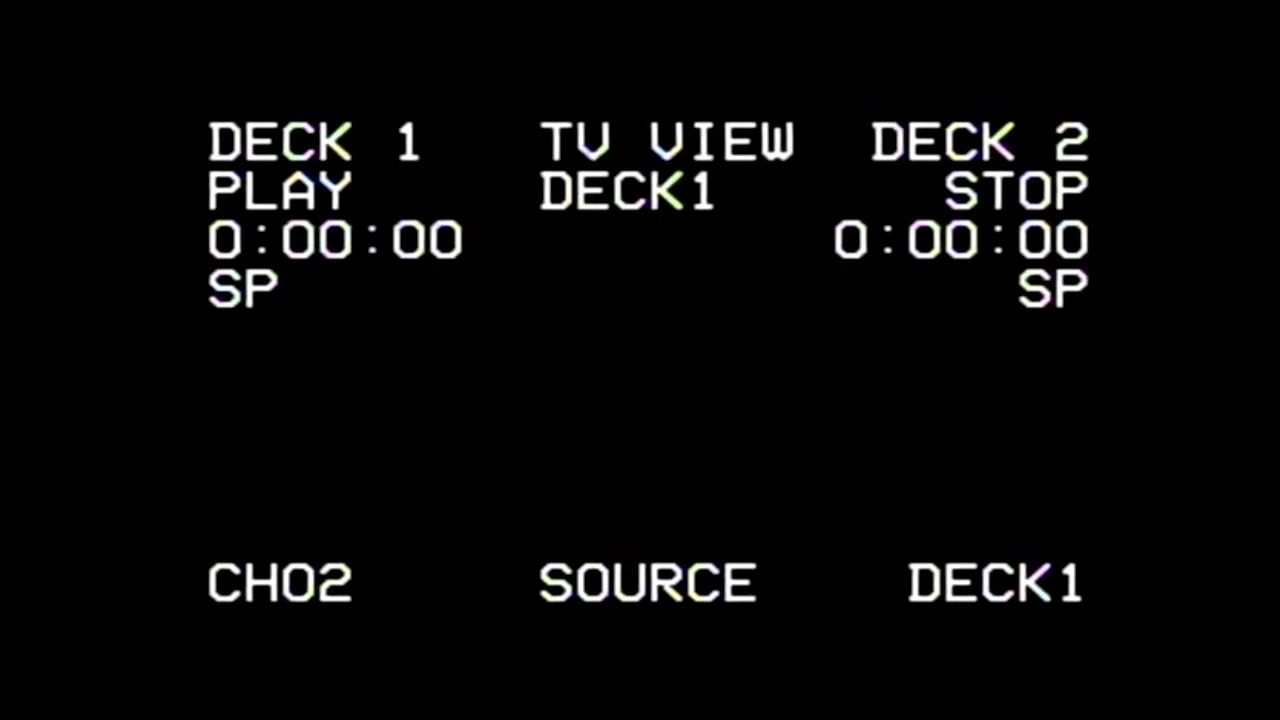 DECK 1 TV VIEW DECK 2
PLAY DECK1 STOP
0:00:00 0:00:00
SP SP
CH02 SOURCE DECK1